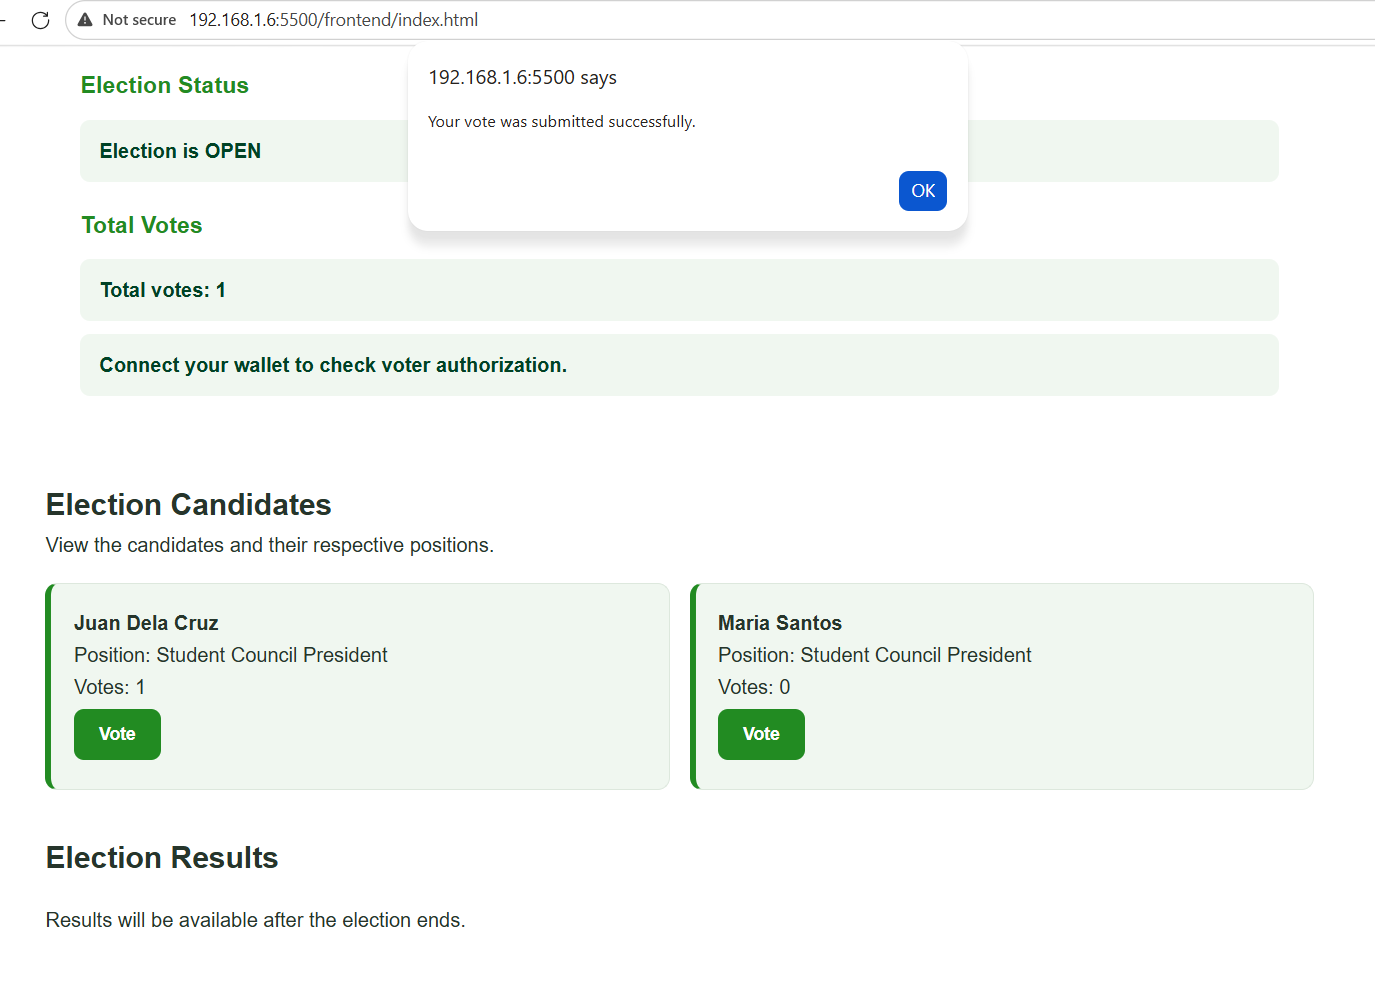 Not secure 192.168.1.6:5500/frontend/index.html
192.168.1.6:5500 says
Your vote was submitted successfully.
OK
Election Status
Election is OPEN
Total Votes
Total votes: 1
Connect your wallet to check voter authorization.
Election Candidates
View the candidates and their respective positions.
Juan Dela Cruz
Position: Student Council President
Votes: 1
Vote
Maria Santos
Position: Student Council President
Votes: 0
Vote
Election Results
Results will be available after the election ends.